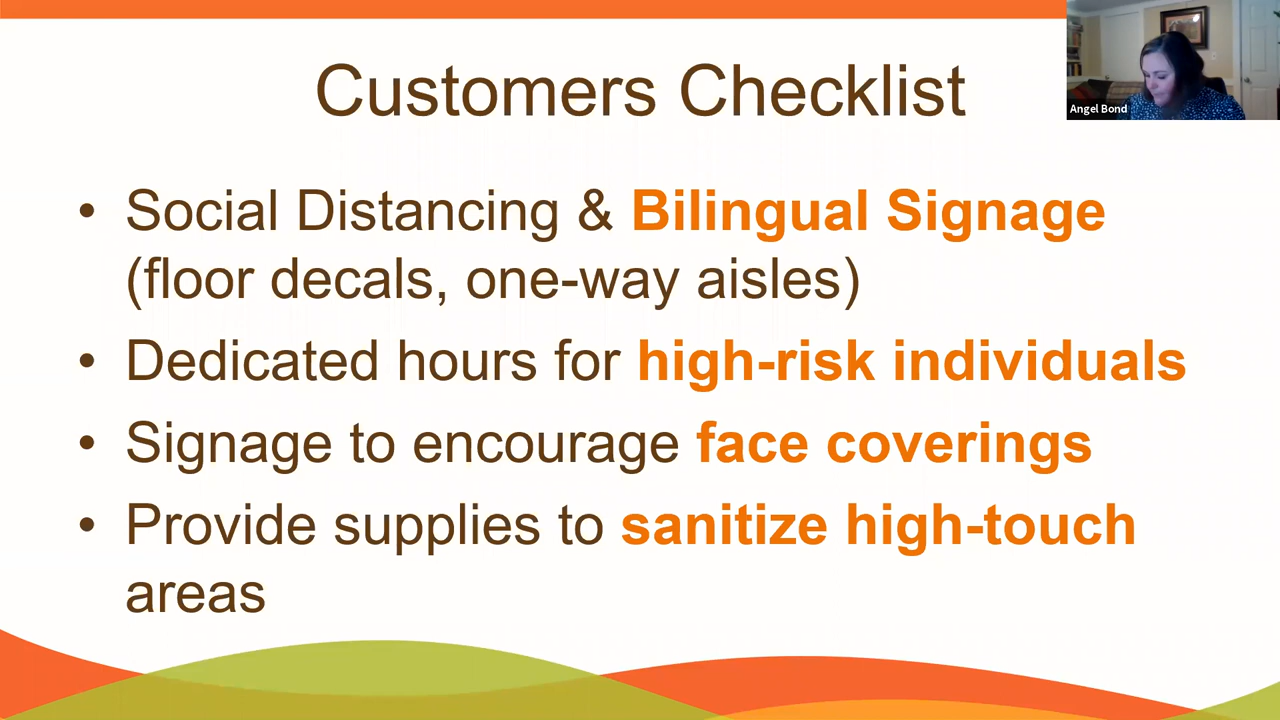 Customers Checklist
Angel Bond
• Social Distancing & Bilingual Signage
(floor decals, one-way aisles)
• Dedicated hours for high-risk individuals
• Signage to encourage face coverings
• Provide supplies to sanitize high-touch
areas